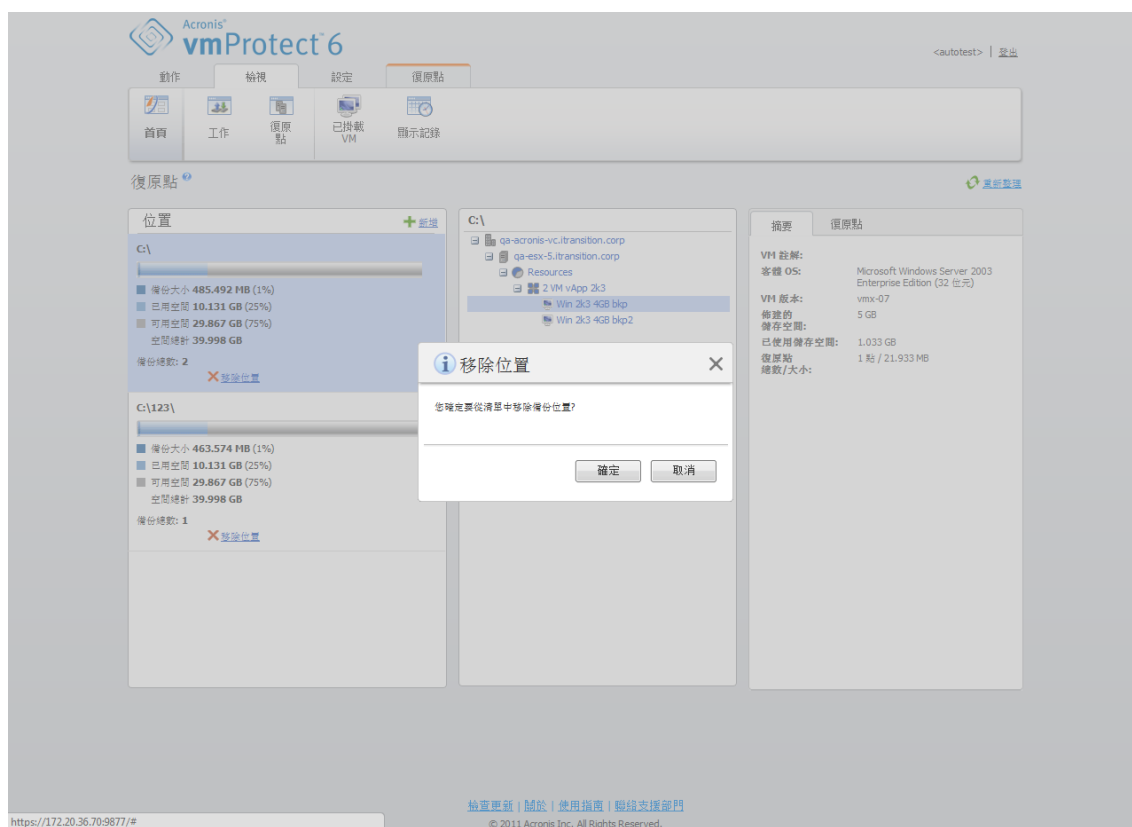 Acronis®
vmProtect™ 6
<autotest> | 登出
動作
檢視
設定
復原點
首頁
工作
復原
點
已掛載
VM
顯示記錄
復原點
重新整理
位置
新增
C:\
備份大小 485.492 MB (1%)
已用空間 10.131 GB (25%)
可用空間 29.867 GB (75%)
空間總計 39.998 GB
備份總數: 2
移除位置
C:\123\
備份大小 463.574 MB (1%)
已用空間 10.131 GB (25%)
可用空間 29.867 GB (75%)
空間總計 39.998 GB
備份總數: 1
移除位置
C:\
qa-acronis-vc.itransition.corp
qa-esx-5.itransition.corp
Resources
2 VM vApp 2k3
Win 2k3 4GB bkp
Win 2k3 4GB bkp2
移除位置
您確定要從清單中移除備份位置?
確定
取消
摘要
復原點
VM 註解:
客體 OS: Microsoft Windows Server 2003
Enterprise Edition (32 位元)
VM 版本: vmx-07
佈建的 5 GB
儲存空間:
已使用儲存空間: 1.033 GB
復原點 1 點 / 21.933 MB
總數/大小:
檢查更新 | 關於 | 使用指南 | 聯絡支援部門
© 2011 Acronis Inc. All Rights Reserved.
https://172.20.36.70:9877/#